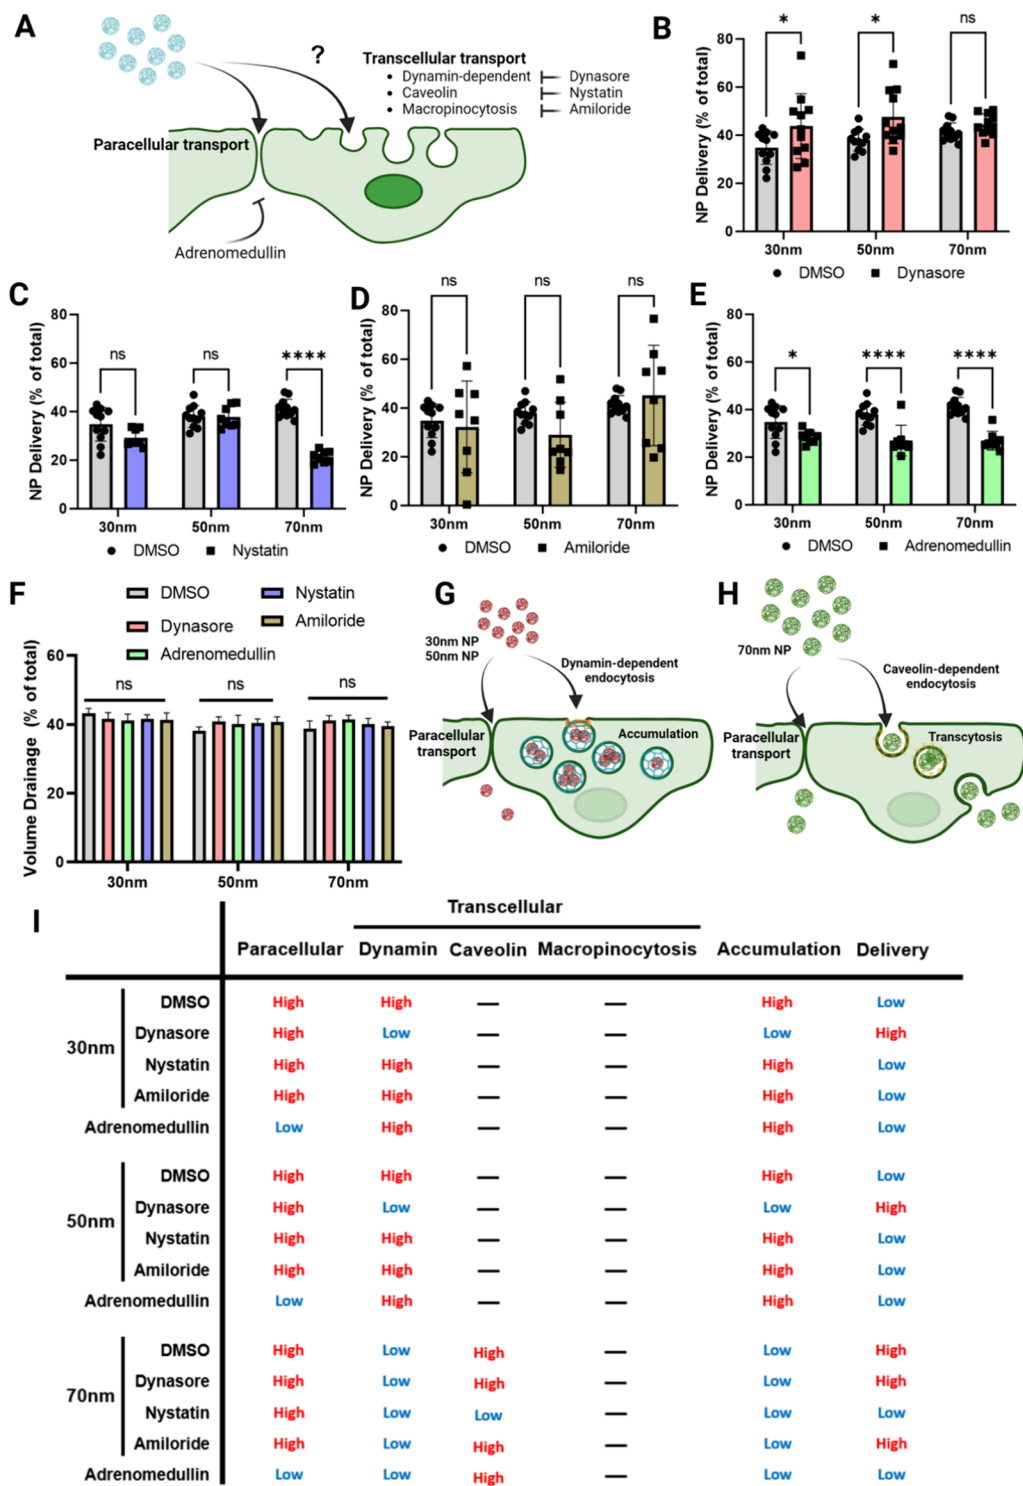 A
?
Transcellular transport
• Dynamin-dependent
Dynasore
• Caveolin
Nystatin
• Macropinocytosis
Amiloride
Paracellular transport
Adrenomedullin
B
* * ns
NP Delivery (% of total)
80
60
40
20
0
30nm 50nm 70nm
● DMSO ■ Dynasore
C
ns ns ****
NP Delivery (% of total)
80
60
40
20
0
30nm 50nm 70nm
● DMSO ■ Nystatin
D
ns ns ns
NP Delivery (% of total)
80
60
40
20
0
30nm 50nm 70nm
● DMSO ■ Amiloride
E
* **** ****
NP Delivery (% of total)
80
60
40
20
0
30nm 50nm 70nm
● DMSO ■ Adrenomedullin
F
DMSO Nystatin
Dynasore Amiloride
Adrenomedullin
ns ns ns
Volume Drainage (% of total)
60
40
20
0
30nm 50nm 70nm
G
30nm NP
50nm NP
Dynamin-dependent
endocytosis
Paracellular
transport
Accumulation
H
70nm NP
Caveolin-dependent
endocytosis
Paracellular
transport
Transcytosis
I
Transcellular
Paracellular Dynamin Caveolin Macropinocytosis Accumulation Delivery
30nm
DMSO High High — — High Low
Dynasore High Low — — Low High
Nystatin High High — — High Low
Amiloride High High — — High Low
Adrenomedullin Low High — — High Low
50nm
DMSO High High — — High Low
Dynasore High Low — — Low High
Nystatin High High — — High Low
Amiloride High High — — High Low
Adrenomedullin Low High — — High Low
70nm
DMSO High Low High — Low High
Dynasore High Low High — Low High
Nystatin High Low Low — Low Low
Amiloride High Low High — Low High
Adrenomedullin Low Low High — Low Low